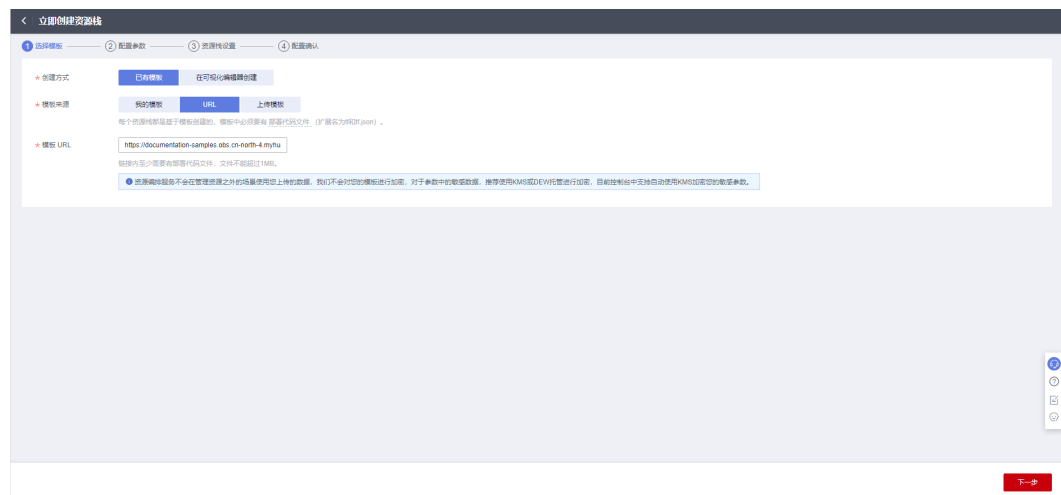 立即创建资源栈
1 选择模板 2 配置参数 3 资源栈设置 4 配置确认
* 创建方式 已有模板 在可视化编辑器创建
* 模板来源 我的模板 URL 上传模板
每个资源栈都是基于模板创建的，模板中必须要有 部署代码文件 （扩展名为tf和tf.json）。
* 模板 URL https://documentation-samples.obs.cn-north-4.myhu
链接内至少需要有部署代码文件，文件不能超过1MB。
资源编排服务不会在管理资源之外的场景使用您上传的数据，我们不会对您的模板进行加密，对于参数中的敏感数据，推荐使用KMS或DEW托管进行加密，目前控制台中支持自动使用KMS加密您的敏感参数。
下一步